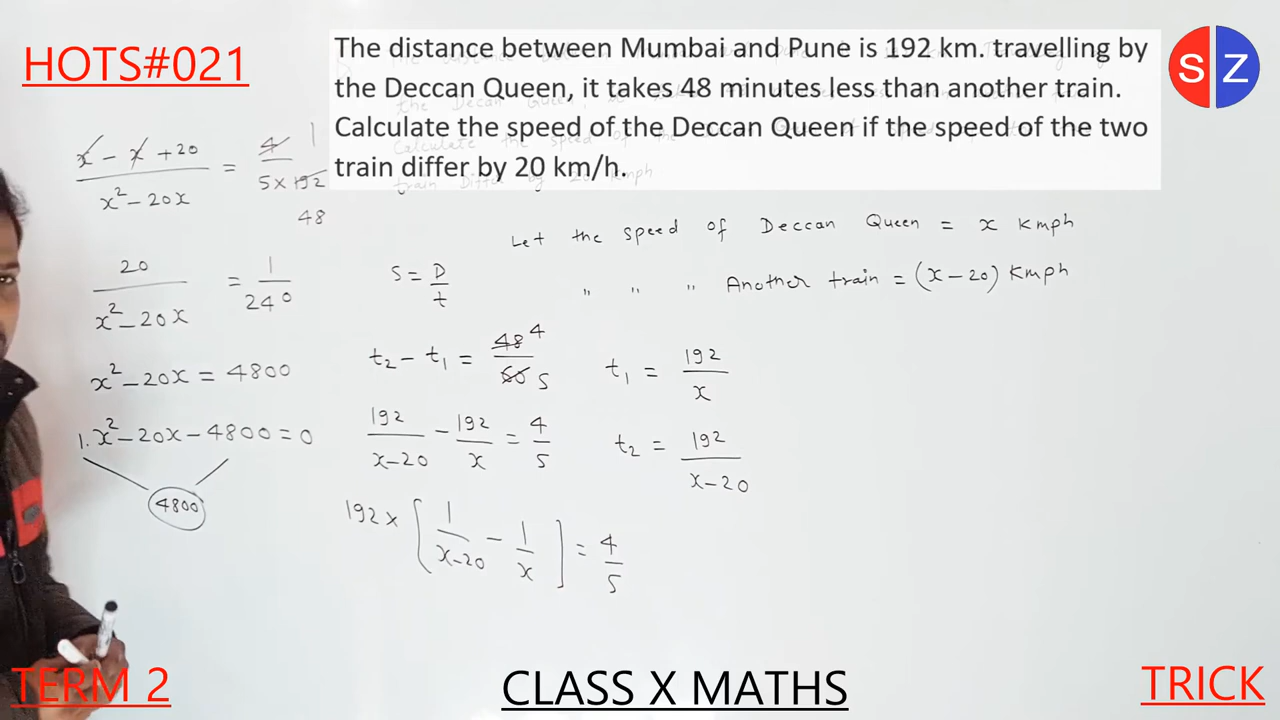 HOTS#021
The distance between Mumbai and Pune is 192 km. travelling by
the Deccan Queen, it takes 48 minutes less than another train.
Calculate the speed of the Deccan Queen if the speed of the two
train differ by 20 km/h.
S Z
x - x + 20 / x² - 20x = 4 1 / 5 × 192 48
20 / x² - 20x = 1 / 240
x² - 20x = 4800
1. x² - 20x - 4800 = 0
4800
Let the speed of Deccan Queen = x kmph
" " " Another train = (x - 20) kmph
S = D / t
t₂ - t₁ = 48 4 / 60 5
t₁ = 192 / x
192 / x-20 - 192 / x = 4 / 5
t₂ = 192 / x-20
192 × [ 1 / x-20 - 1 / x ] = 4 / 5
TERM 2
CLASS X MATHS
TRICK